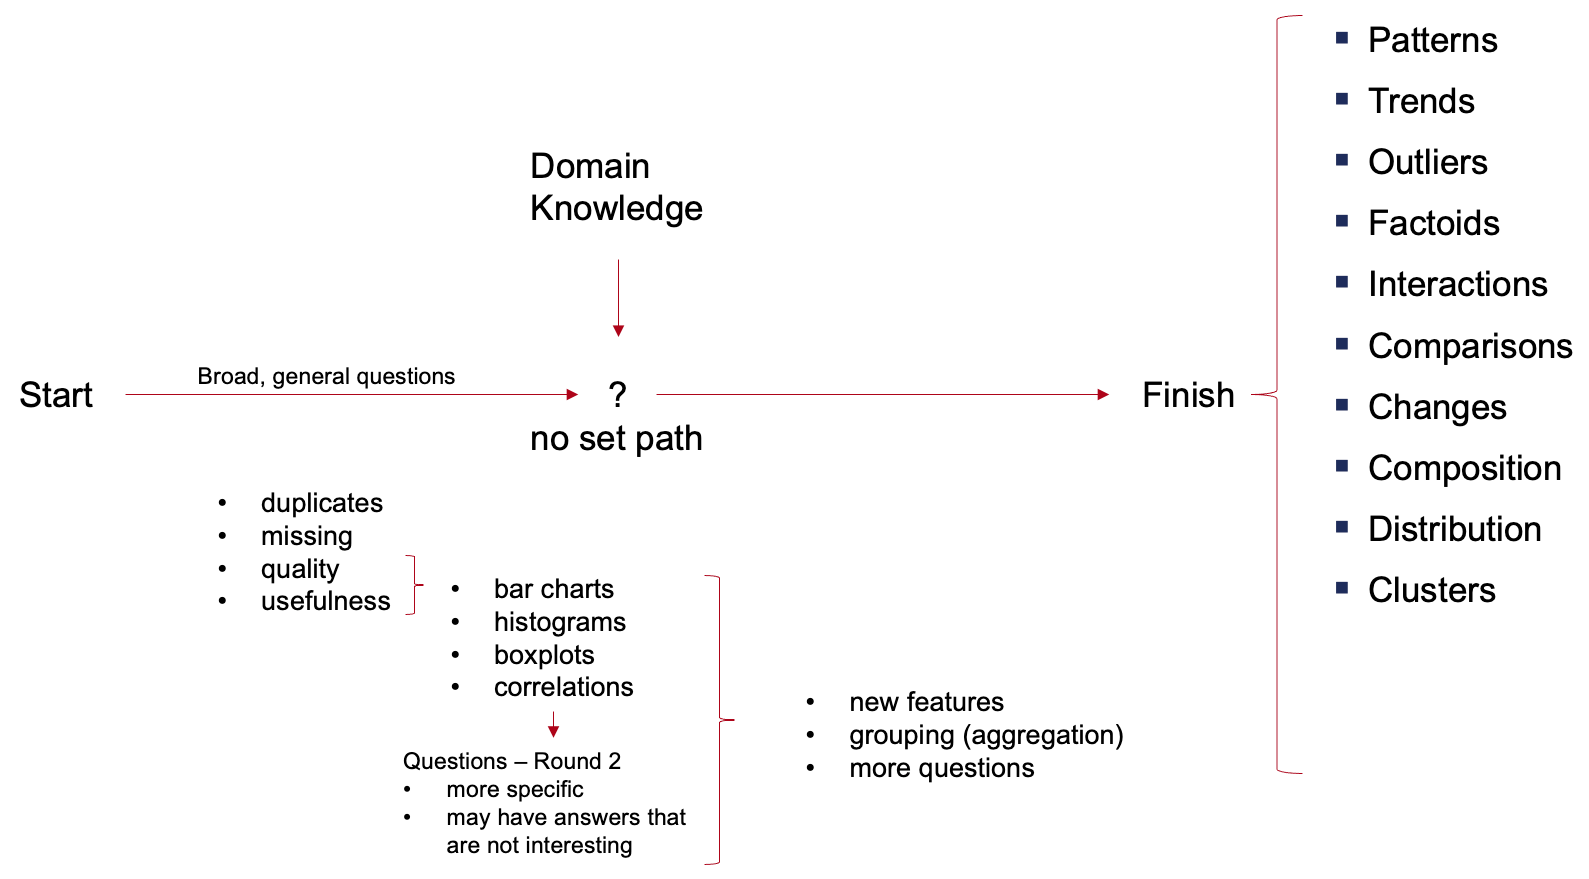 Domain
Knowledge
Start
Broad, general questions
?
no set path
Finish
• duplicates
• missing
• quality
• usefulness
• bar charts
• histograms
• boxplots
• correlations
Questions – Round 2
• more specific
• may have answers that
are not interesting
• new features
• grouping (aggregation)
• more questions
▪ Patterns
▪ Trends
▪ Outliers
▪ Factoids
▪ Interactions
▪ Comparisons
▪ Changes
▪ Composition
▪ Distribution
▪ Clusters